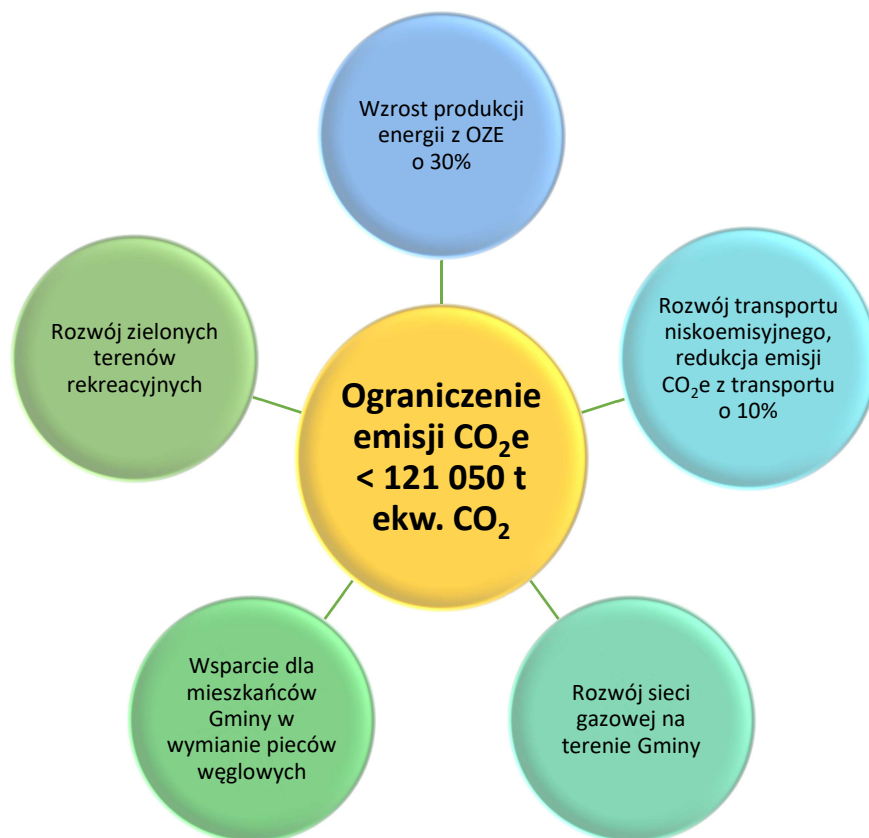 Wzrost produkcji
energii z OZE
o 30%
Rozwój transportu
niskoemisyjnego,
redukcja emisji
CO₂e z transportu
o 10%
Rozwój zielonych
terenów
rekreacyjnych
Ograniczenie
emisji CO₂e
< 121 050 t
ekw. CO₂
Wsparcie dla
mieszkańców
Gminy w
wymianie pieców
węglowych
Rozwój sieci
gazowej na
terenie Gminy